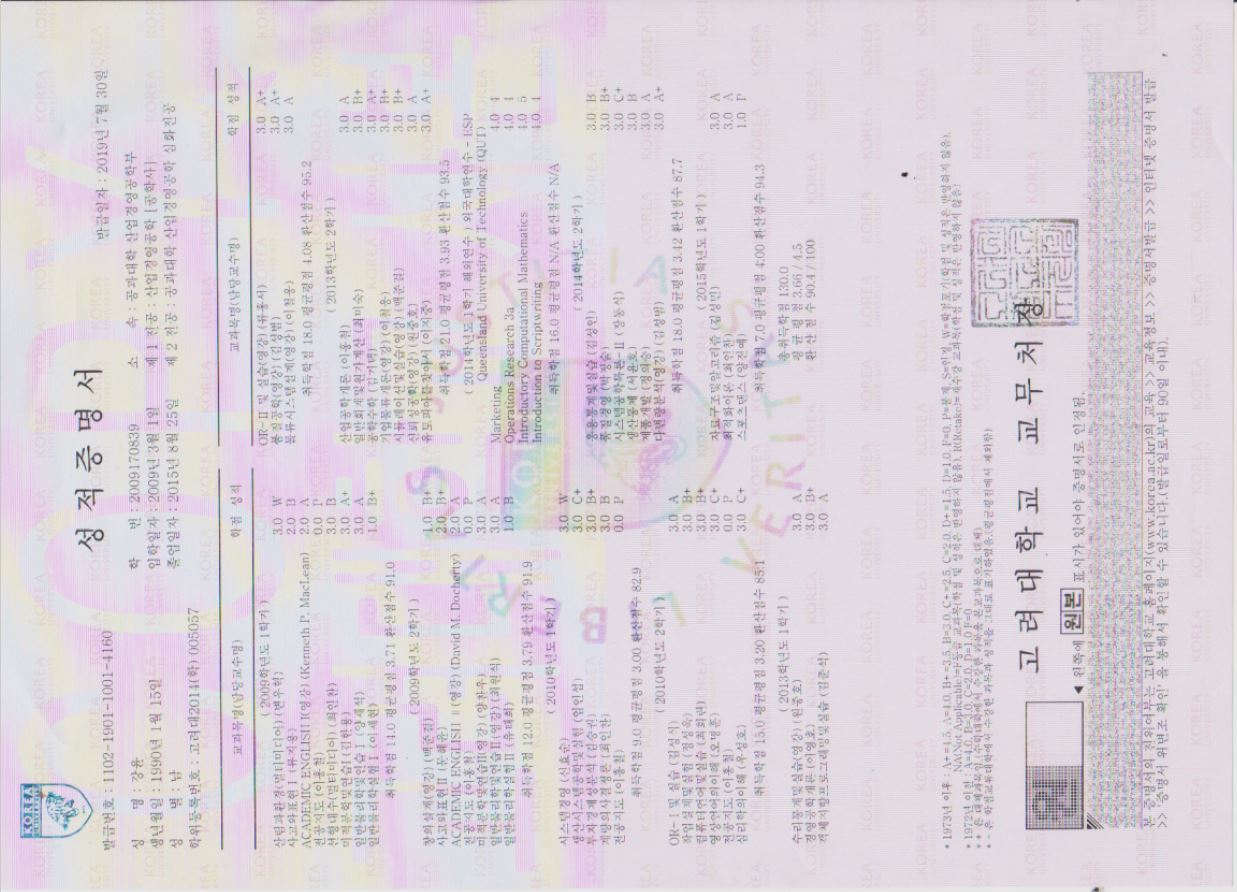 KOREA
UNIVERSITY
성적증명서
발급번호 : 1102-1901-1001-4160
발급일자 : 2019년 7월 30일
성 명 : 강윤
학 번 : 2009170839
소 속 : 공과대학 산업경영공학부
생년월일 : 1990년 1월 15일
입학일자 : 2009년 3월 1일
제 1 전공 : 산업경영공학 [공학사]
성 별 : 남
졸업일자 : 2015년 8월 25일
제 2 전공 : 공과대학 산업경영공학 심화전공
학위등록번호 : 고려대2014(학) 005057
교과목명(담당교수명) 학점 성적
( 2009학년도 1학기 )
산림과환경(멀티미디어) (변우혁) 3.0 W
사고와표현 I (류지용) 2.0 B
ACADEMIC ENGLISH I(영강) (Kenneth P. MacLean) 2.0 A
전공지도 (이홍철) 0.0 P
선형대수(멀티미디어) (최인찬) 3.0 B
미적분학및연습I (김한용) 3.0 A+
일반물리학및연습 I (양세석) 3.0 A
일반물리학실험 I (이세헌) 1.0 B+
취득학점 14.0 평균평점 3.71 환산점수 91.0
( 2009학년도 2학기 )
창의설계(영강) (백준걸) 1.0 B+
사고와표현 II (문혜윤) 2.0 B+
ACADEMIC ENGLISH II (영강) (David M. Docherty) 2.0 A
전공지도 (이홍철) 0.0 P
미적분학및연습II(영강) (양찬우) 3.0 A
일반물리학및연습 II (영강) (최원식) 3.0 A
일반물리학실험 II (유태희) 1.0 B
취득학점 12.0 평균평점 3.79 환산점수 91.9
( 2010학년도 1학기 )
시스템경영 (신효순) 3.0 W
생산시스템공학및실험 (엄인섭) 3.0 C+
투자경제성분석 (김승권) 3.0 B+
계량의사결정론 (최인찬) 3.0 B
전공지도 (이홍철) 0.0 P
취득학점 9.0 평균평점 3.00 환산점수 82.9
( 2010학년도 2학기 )
OR- I 및 실습 (김성식) 3.0 A
작업설계및실험 (정성욱) 3.0 B+
컴퓨터언어및실습 (최화련) 3.0 B+
영상언어의이해 (오명훈) 3.0 C+
전공지도 (이홍철) 0.0 P
심리학의이해 (우성호) 3.0 C+
취득학점 15.0 평균평점 3.20 환산점수 85.1
( 2013학년도 1학기 )
수리통계및실습(영강) (원중호) 3.0 A
경영공학개론 (이영호) 3.0 B+
객체지향프로그래밍및실습 (김준석) 3.0 A
교과목명(담당교수명) 학점 성적
OR-II 및 실습(영강) (류홍서) 3.0 A+
품질공학(영강) (김성범) 3.0 A+
물류시스템설계(영강) (이철웅) 3.0 A
취득학점 18.0 평균평점 4.08 환산점수 95.2
( 2013학년도 2학기 )
산업공학개론 (이홍철) 3.0 A
일반회계및원가계산 (최미숙) 3.0 B+
공학수학 (김기택) 3.0 A+
기업물류개론(영강) (이철웅) 3.0 B+
시뮬레이션및실습(영강) (백준걸) 3.0 B+
신뢰성공학(영강) (원중호) 3.0 A
유토피아를찾아서 (이지중) 3.0 A+
취득학점 21.0 평균평점 3.93 환산점수 93.5
( 2014학년도 1학기 해외연수 ) 외국대학연수 - ESP
Queensland University of Technology (QUT)
Marketing 4.0 4
Operations Research 3a 4.0 4
Introductory Computational Mathematics 4.0 5
Introduction to Scriptwriting 4.0 4
취득학점 16.0 평균평점 N/A 환산점수 N/A
( 2014학년도 2학기 )
응용통계및실습 (김성인) 3.0 B
품질경영 (박정술) 3.0 B+
시스템공학특론-II (장동식) 3.0 C+
생산통제 (서윤호) 3.0 B
제품개발 (정의승) 3.0 A
다변량분석(영강) (김성범) 3.0 A+
취득학점 18.0 평균평점 3.42 환산점수 87.7
( 2015학년도 1학기 )
자료구조및알고리즘 (김성민) 3.0 A
최적화이론 (최인찬) 3.0 A
스포츠댄스 (양진예) 1.0 P
취득학점 7.0 평균평점 4.00 환산점수 94.3
총취득학점 130.0
평 균 평 점 3.66 / 4.5
환 산 점 수 90.4 / 100
LIBERTAS JUSTITIA VERITAS
* 1973년 이후 : A+ =4.5, A=4.0, B+ =3.5, B=3.0, C+ =2.5, C=2.0, D+ =1.5, D=1.0, F=0, P=불계, S=인정, W=학점포기(학점 및 성적은 반영하지 않음),
NA(Not Applicable)=F등급 교과목(학점 및 성적은 반영하지 않음), R(Retake)=재수강 교과목(학점 및 성적은 반영하지 않음)
* 1972년 이전 : A=4.0, B=3.0, C=2.0, D=1.0 F=0
* + 은 대체과목임 (수학대학에서 수강한 과목을 본교과목으로 대체)
* - 은 학점교류대학에서 수강한 과목과 성적을 그대로 표기하였음.(평균평점에서 제외함)
고려대학교 교무처장
원
◀ 왼쪽에 원본 표시가 있어야 증명서로 인정됨.
본 증명서의 진위여부는 고려대학교 홈페이지(www.korea.ac.kr)의 교육 >> 교육정보 >> 증명서발급 >> 인터넷 증명서 발급
>> '증명서 위변조 확인' 을 통해서 확인할 수 있습니다.(발급일로부터 90일 이내).